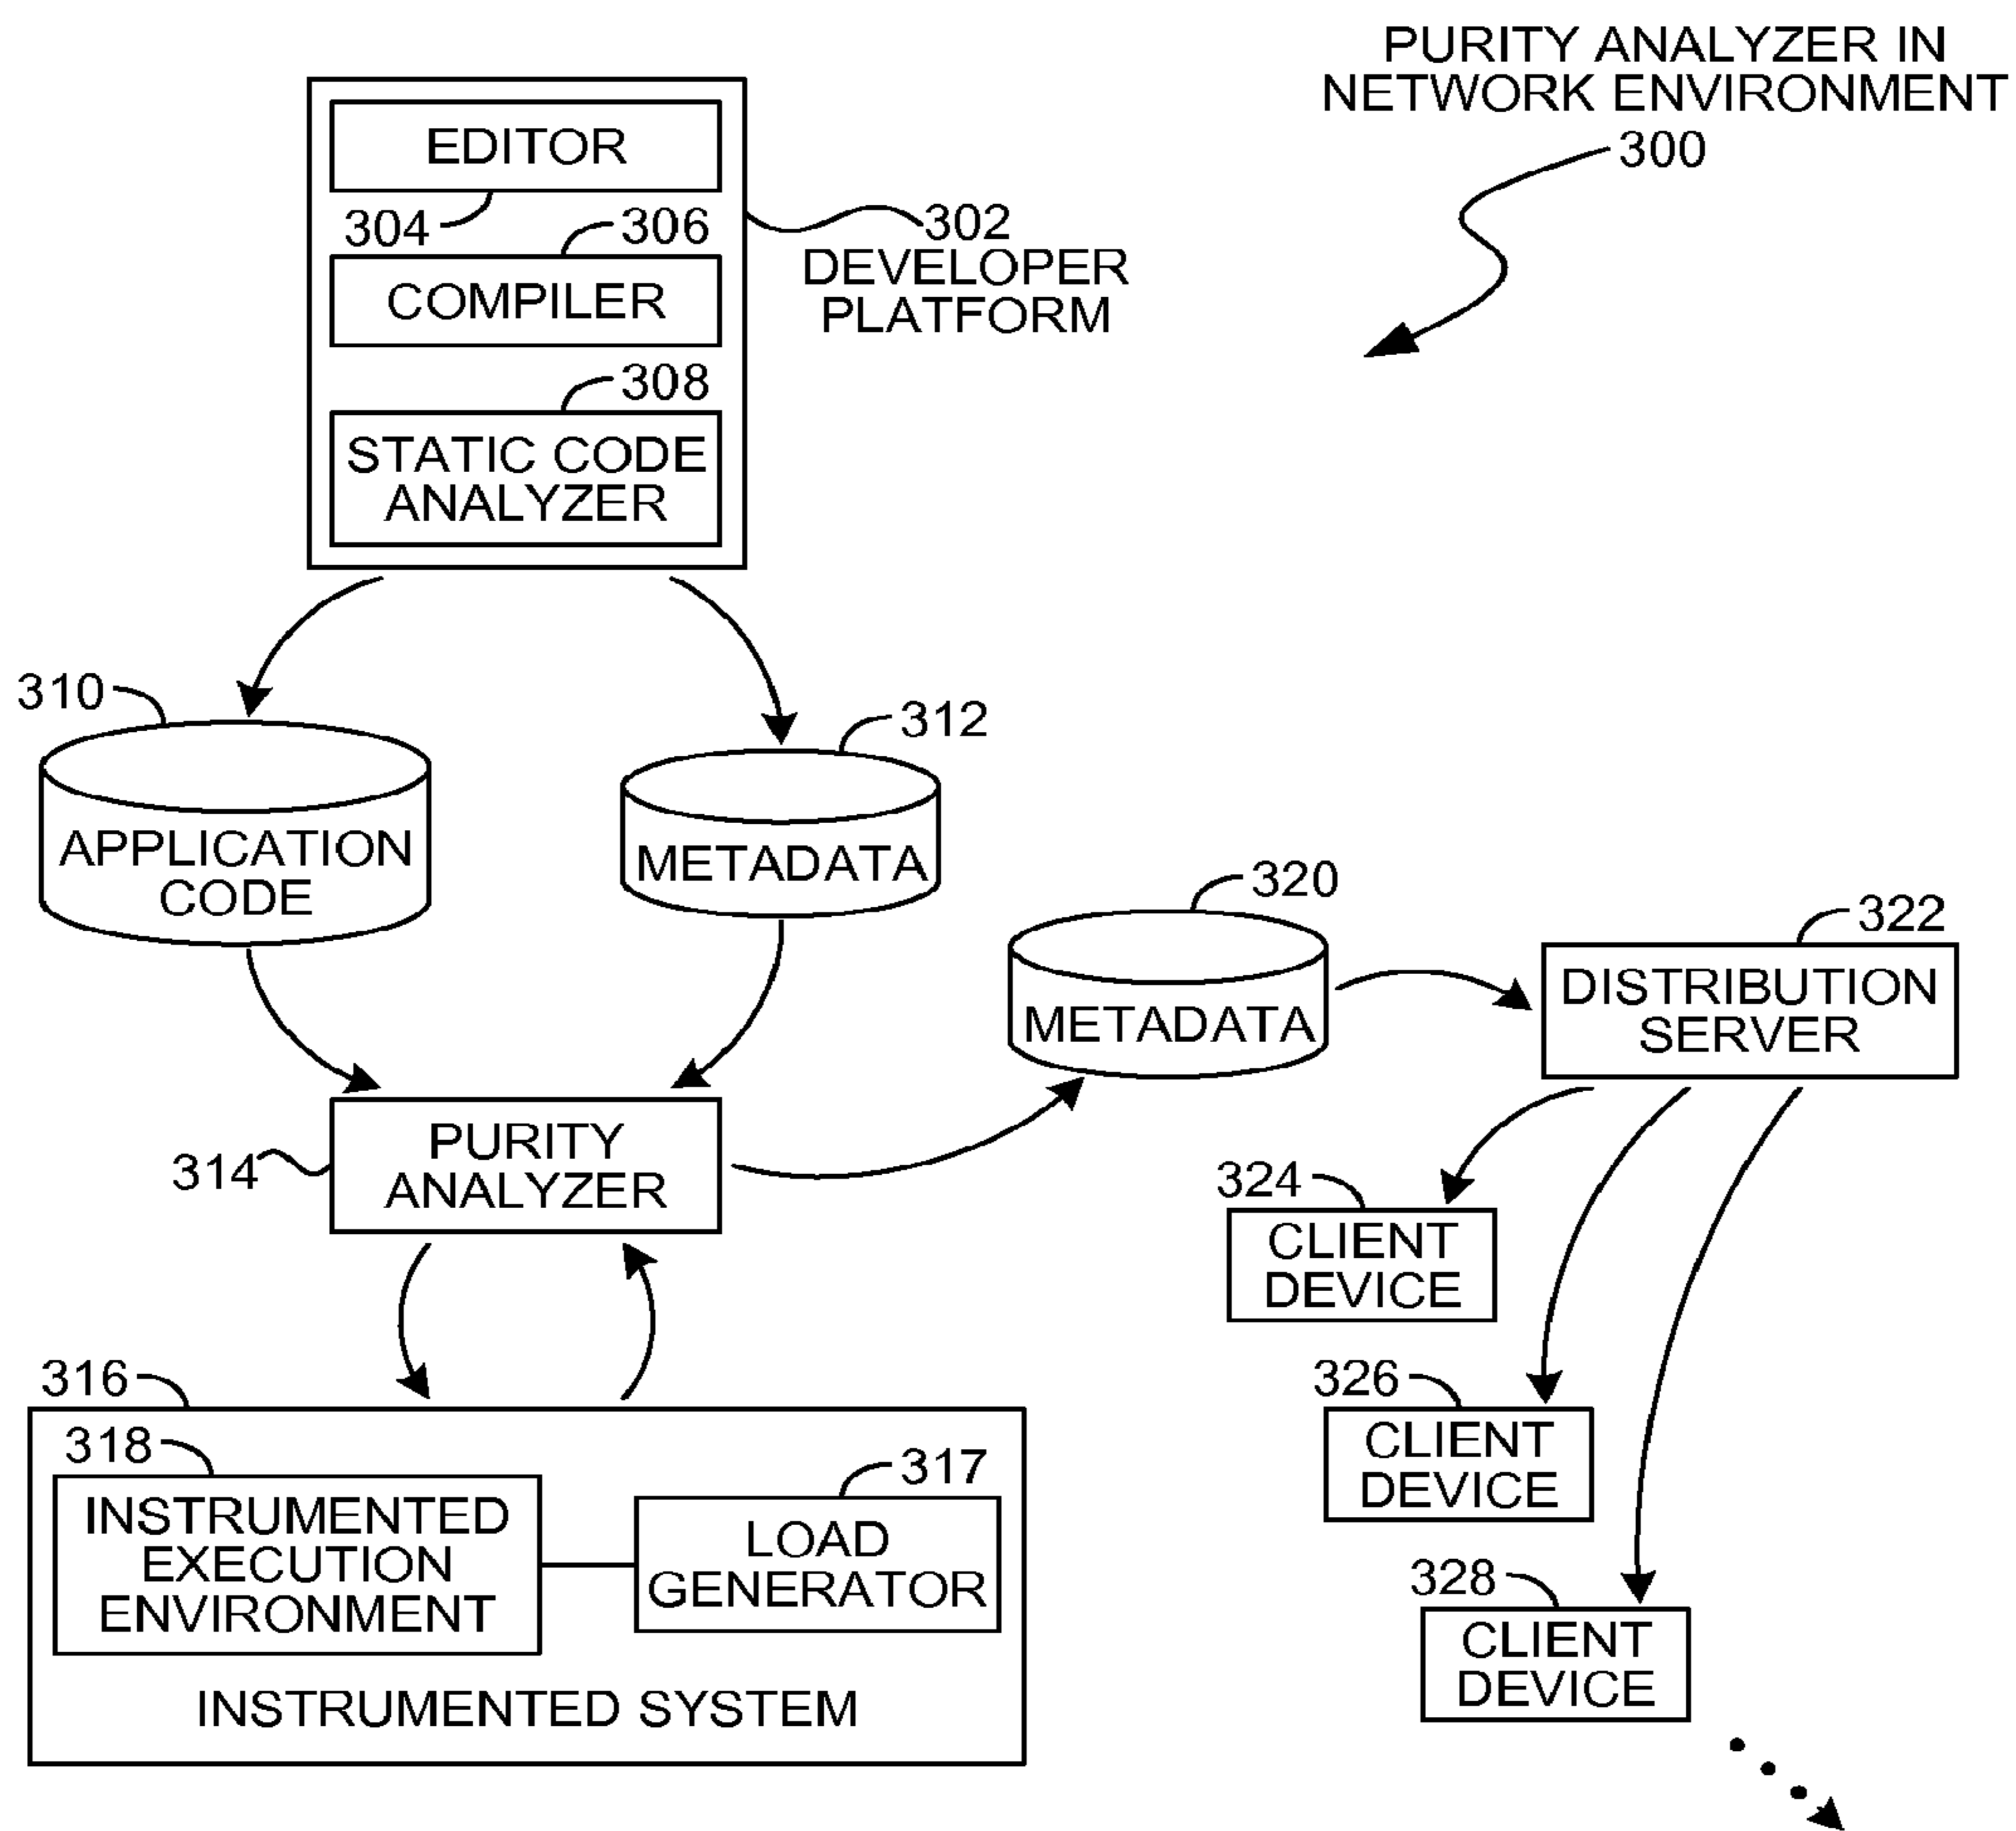 PURITY ANALYZER IN
NETWORK ENVIRONMENT
300
EDITOR
304
306
302
DEVELOPER
PLATFORM
COMPILER
308
STATIC CODE
ANALYZER
310
312
APPLICATION
CODE
METADATA
320
322
METADATA
DISTRIBUTION
SERVER
314
PURITY
ANALYZER
324
CLIENT
DEVICE
316
326
CLIENT
DEVICE
318
317
INSTRUMENTED
EXECUTION
ENVIRONMENT
LOAD
GENERATOR
328
CLIENT
DEVICE
INSTRUMENTED SYSTEM